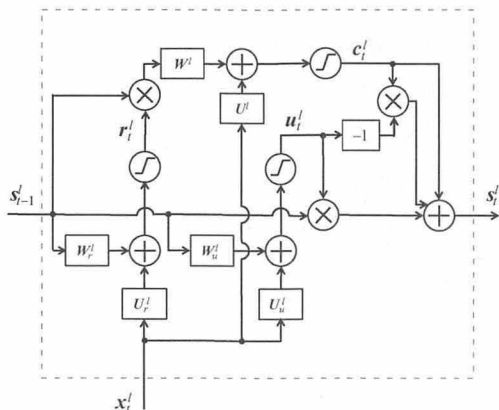 W^l
c_t^l
r_t^l
U^l
u_t^l
-1
s_{t-1}^l
s_t^l
W_r^l
W_u^l
U_r^l
U_u^l
x_t^l